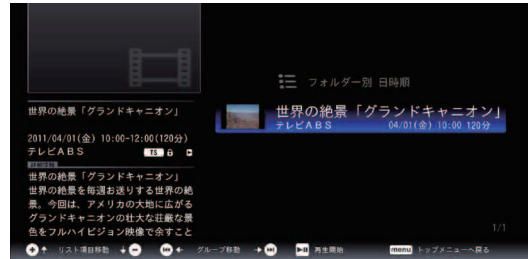 フォルダー別 日時順
世界の絶景「グランドキャニオン」
テレビABS 04/01(金) 10:00 120分
世界の絶景「グランドキャニオン」
2011/04/01(金) 10:00-12:00(120分)
テレビABS TS
詳細情報
世界の絶景「グランドキャニオン」
世界の絶景を毎週お送りする世界の絶
景。今回は、アメリカの大地に広がる
グランドキャニオンの壮大な荘厳な景
色をフルハイビジョン映像で余すこと
1/1
リスト項目移動 グループ移動 再生開始 menu トップメニューへ戻る